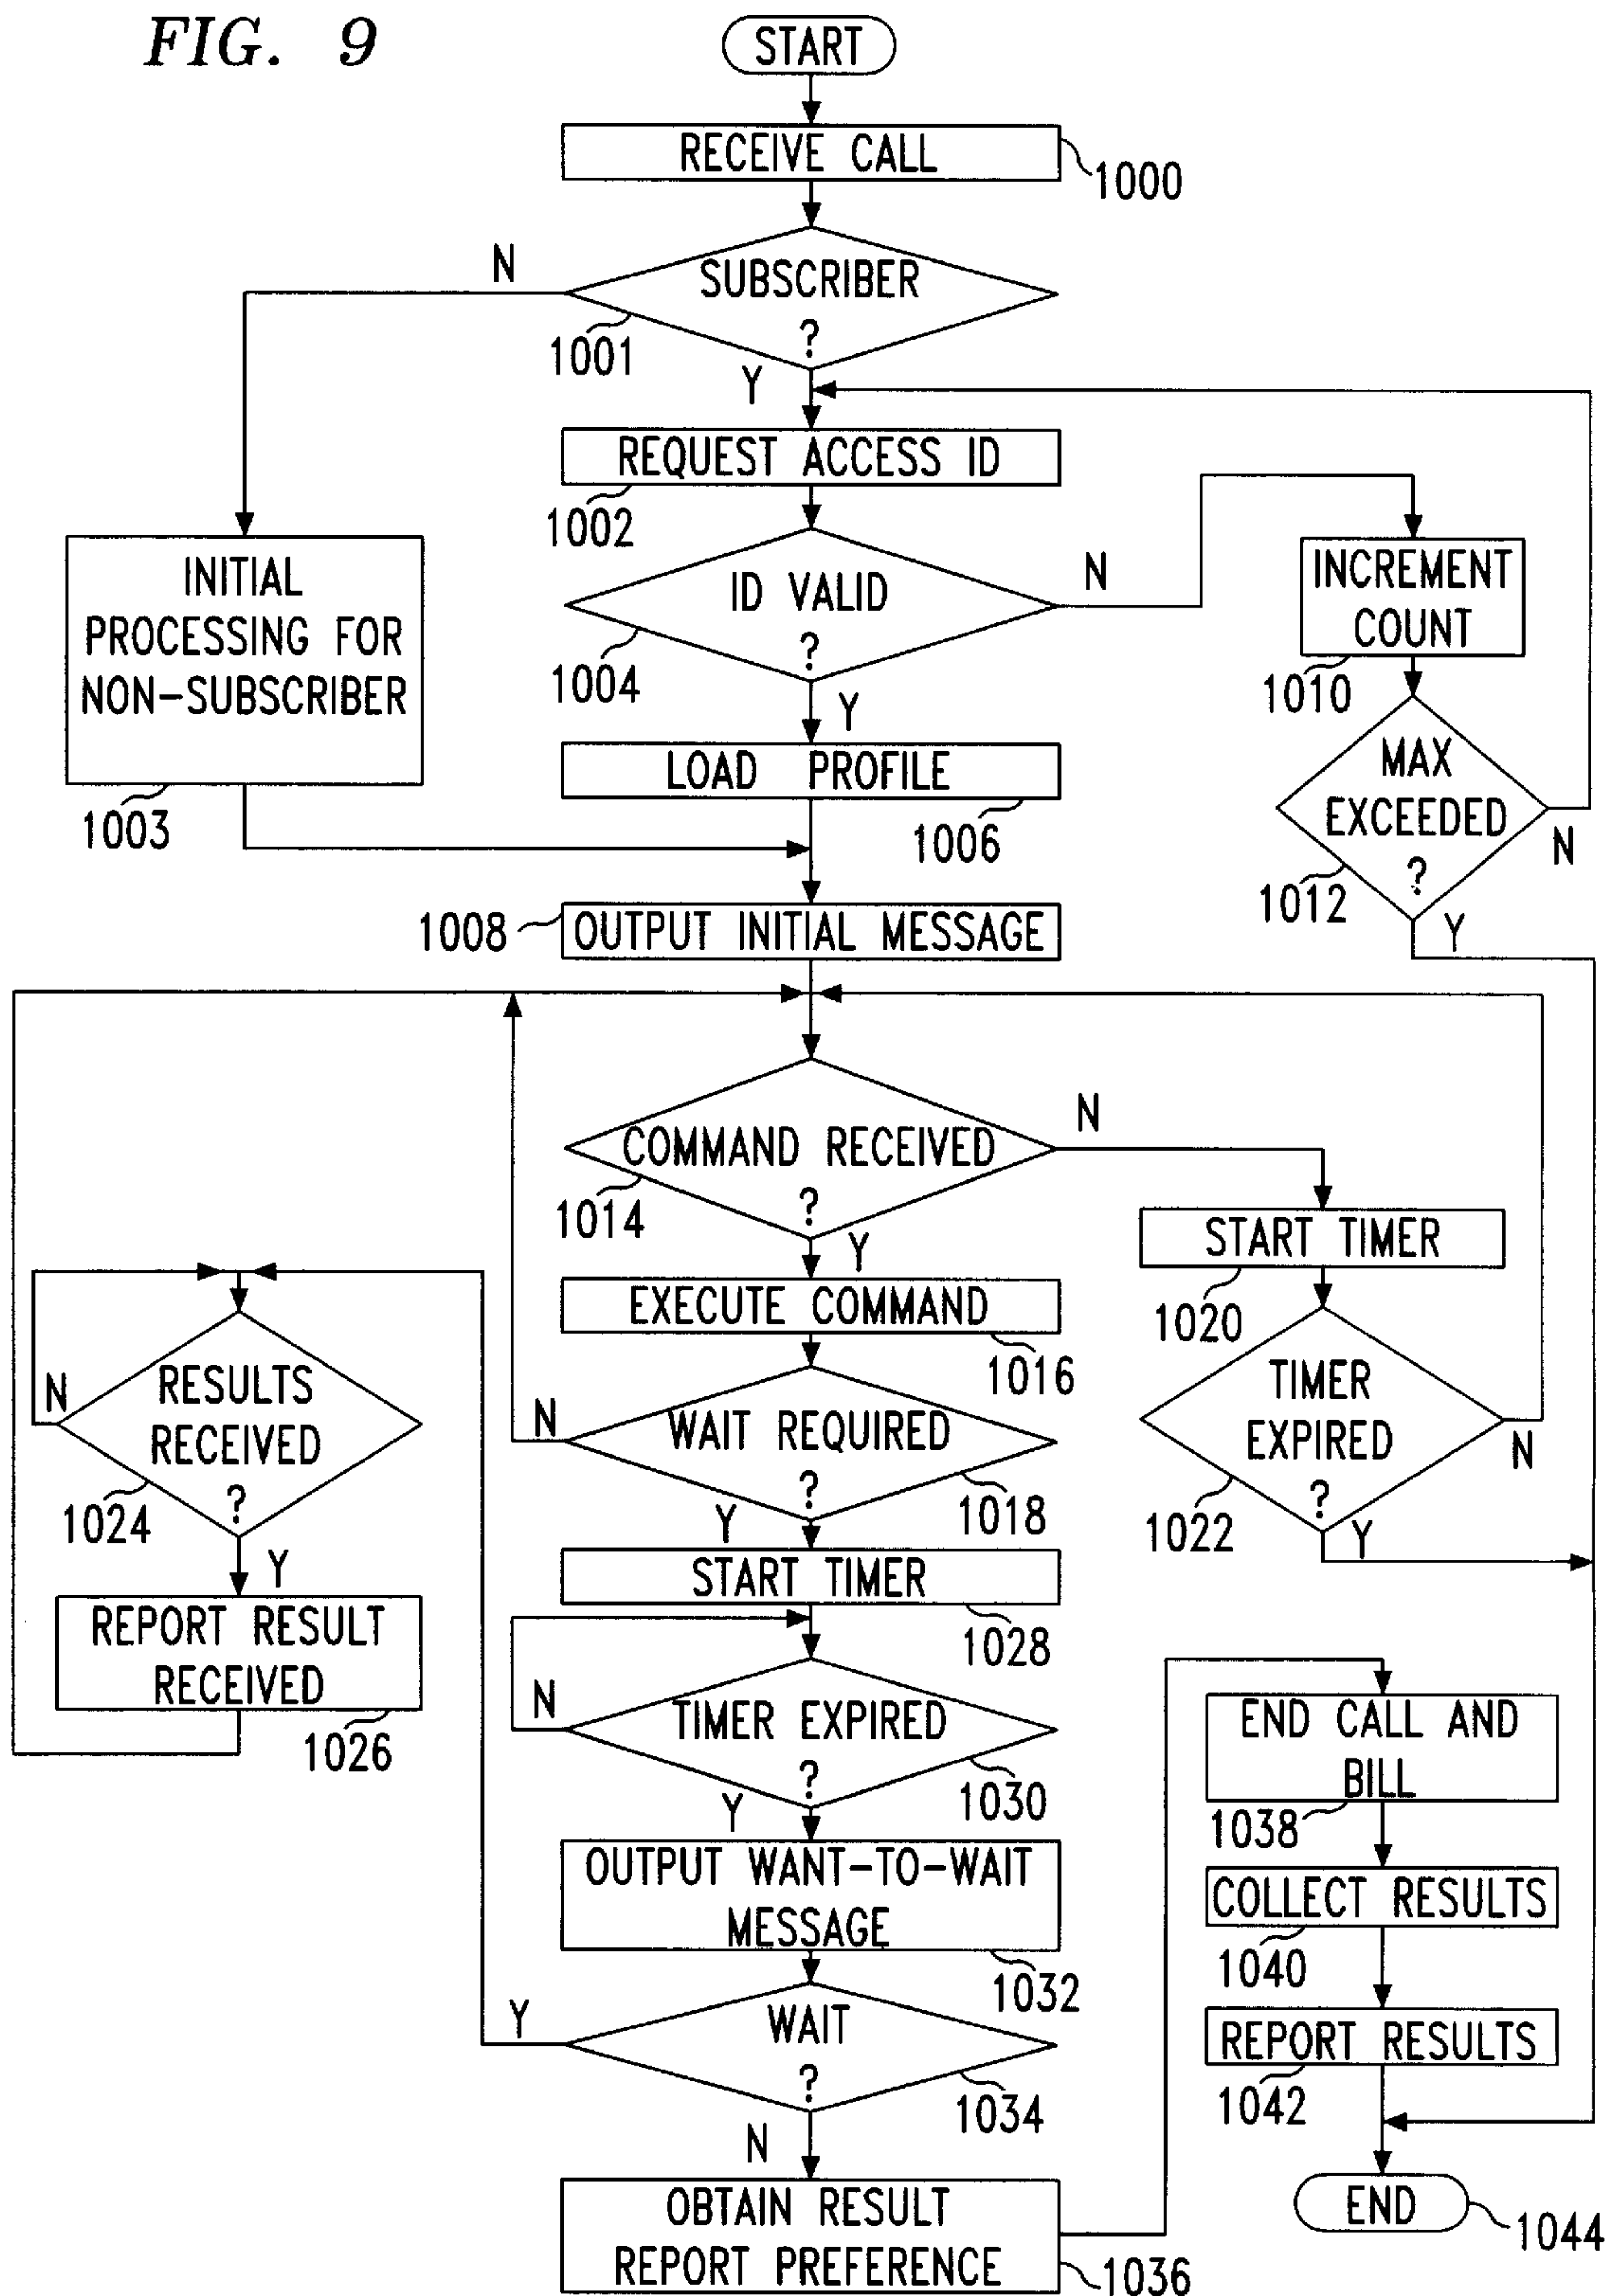 FIG. 9
START
RECEIVE CALL
1000
N
SUBSCRIBER
?
1001
Y
REQUEST ACCESS ID
1002
ID VALID
?
1004
N
Y
INCREMENT
COUNT
1010
INITIAL
PROCESSING FOR
NON-SUBSCRIBER
1003
LOAD PROFILE
1006
MAX
EXCEEDED
?
1012
N
Y
1008
OUTPUT INITIAL MESSAGE
COMMAND RECEIVED
?
1014
N
Y
START TIMER
1020
EXECUTE COMMAND
1016
TIMER
EXPIRED
?
1022
N
Y
RESULTS
RECEIVED
?
1024
N
Y
WAIT REQUIRED
?
1018
N
Y
START TIMER
1028
REPORT RESULT
RECEIVED
1026
TIMER EXPIRED
?
1030
N
Y
OUTPUT WANT-TO-WAIT
MESSAGE
1032
WAIT
?
1034
Y
N
OBTAIN RESULT
REPORT PREFERENCE
1036
END CALL AND
BILL
1038
COLLECT RESULTS
1040
REPORT RESULTS
1042
END
1044